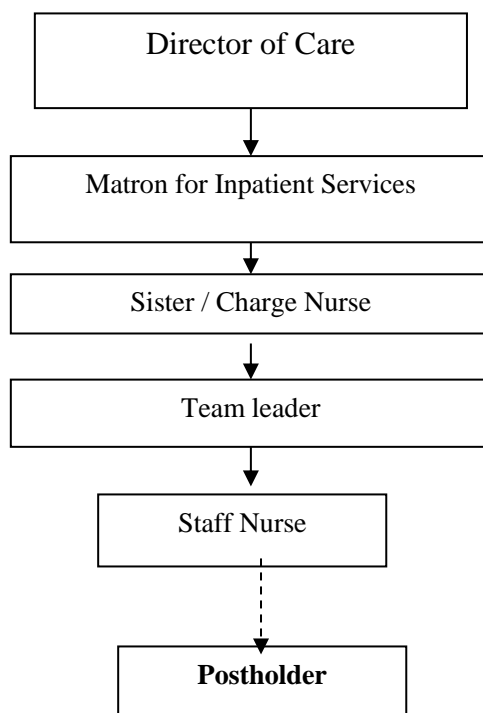 Director of Care
Matron for Inpatient Services
Sister / Charge Nurse
Team leader
Staff Nurse
Postholder